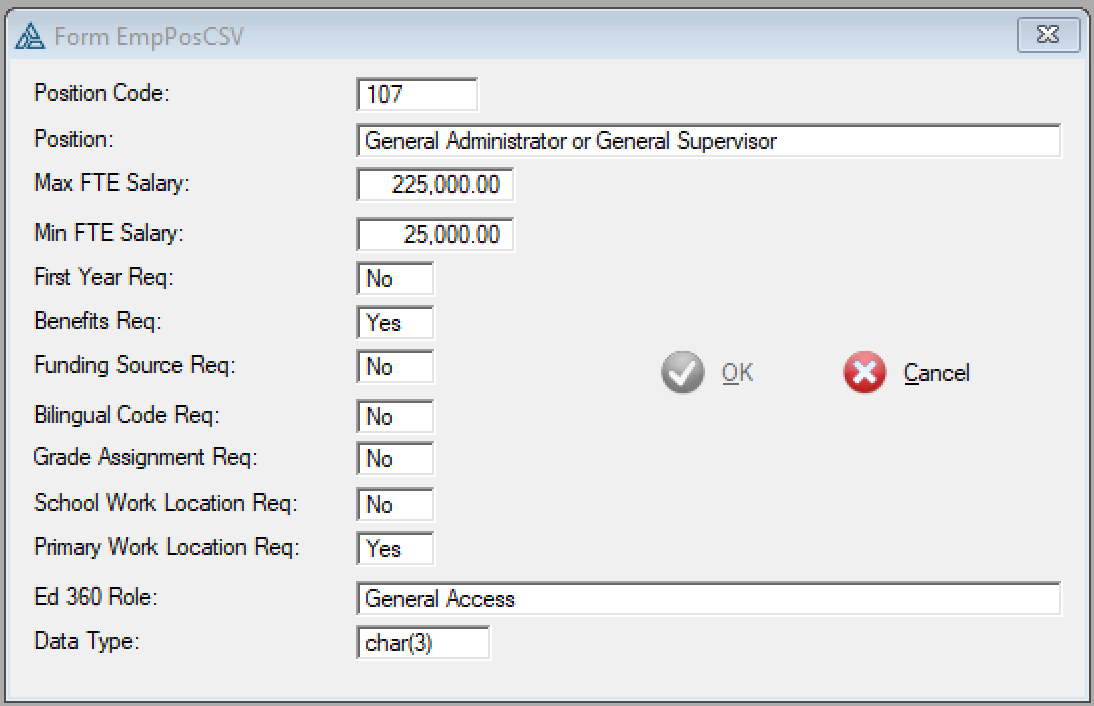 Form EmpPosCSV
Position Code: 107
Position: General Administrator or General Supervisor
Max FTE Salary: 225,000.00
Min FTE Salary: 25,000.00
First Year Req: No
Benefits Req: Yes
Funding Source Req: No
OK Cancel
Bilingual Code Req: No
Grade Assignment Req: No
School Work Location Req: No
Primary Work Location Req: Yes
Ed 360 Role: General Access
Data Type: char(3)